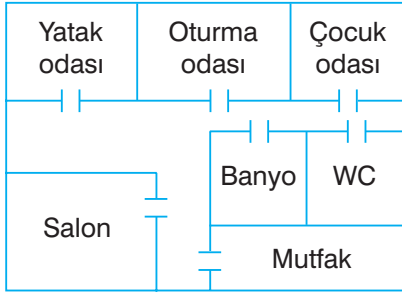 Yatak
odası
Oturma
odası
Çocuk
odası
Banyo
WC
Salon
Mutfak